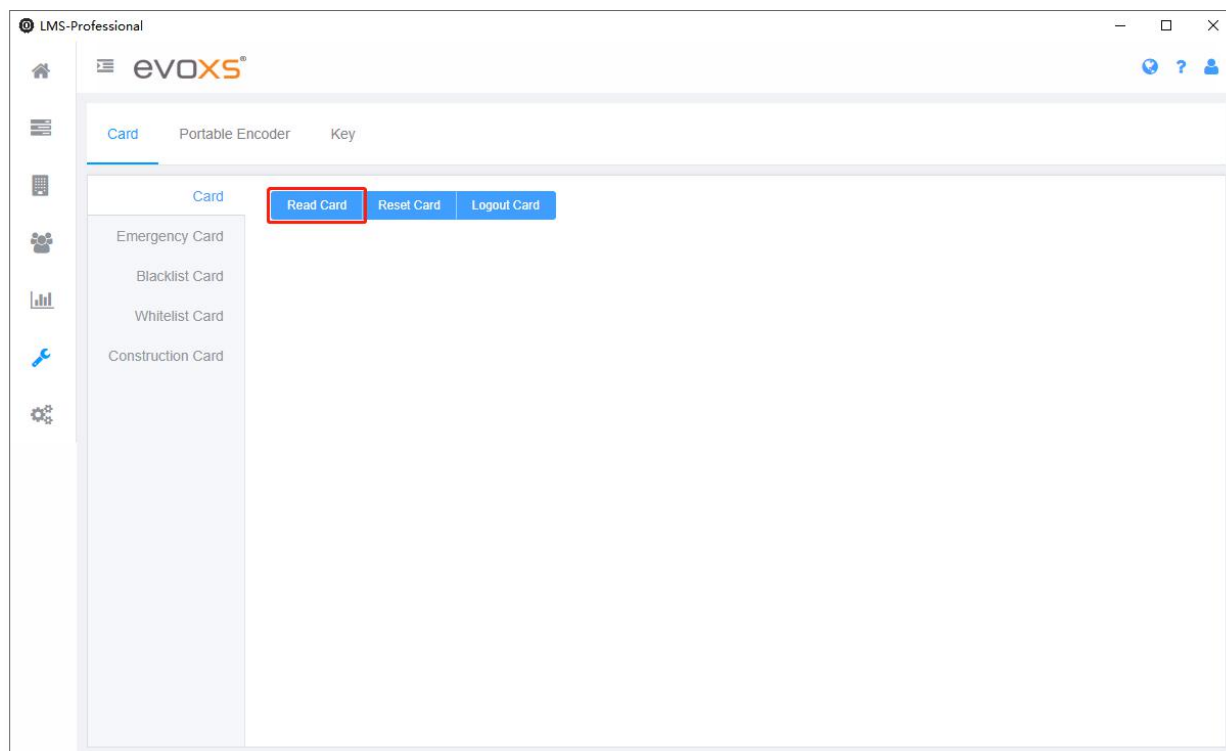 LMS-Professional
evoxs®
?
Card Portable Encoder Key
Card
Read Card Reset Card Logout Card
Emergency Card
Blacklist Card
Whitelist Card
Construction Card